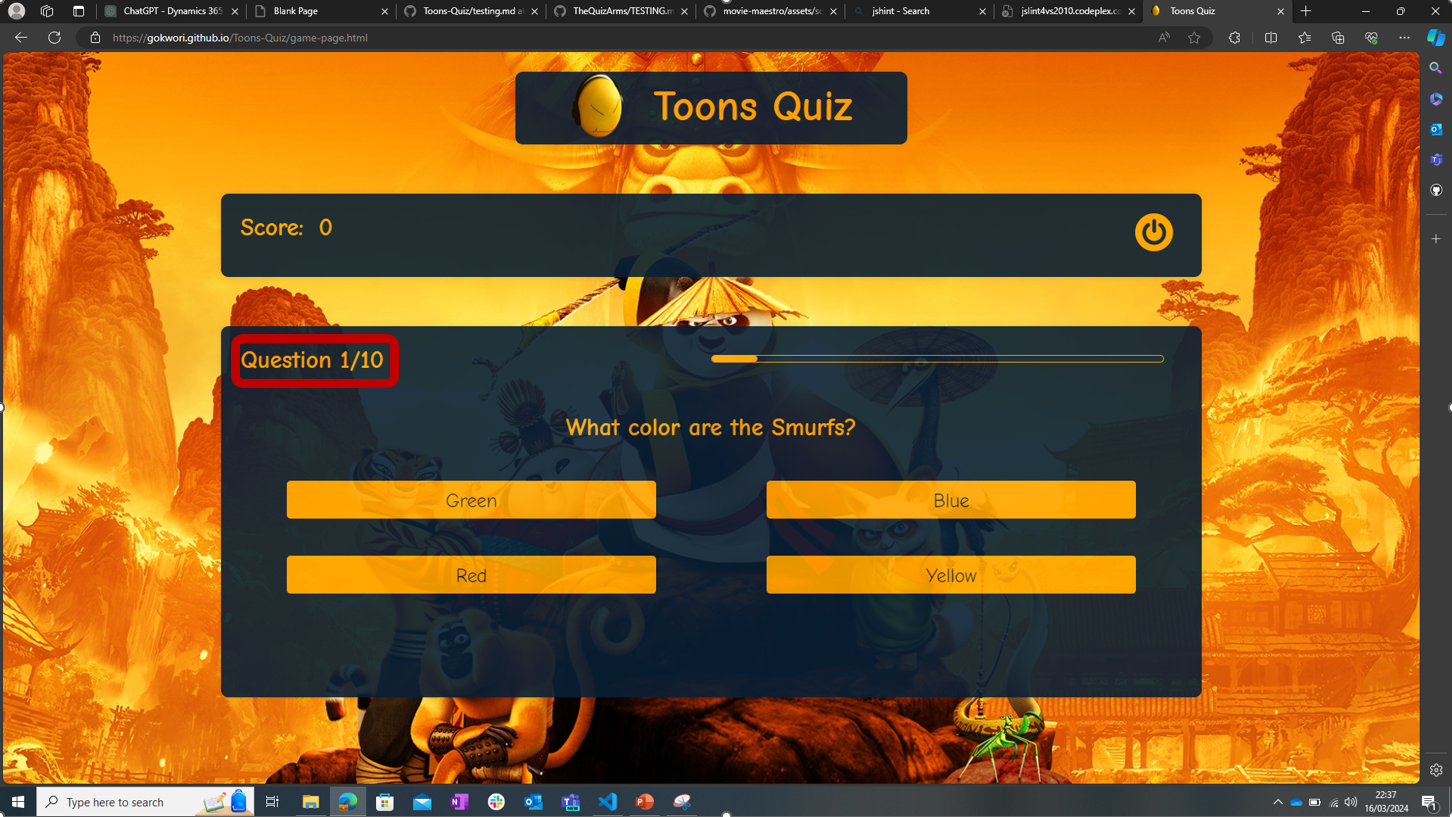 ChatGPT - Dynamics 365
Blank Page
Toons-Quiz/testing.md a
TheQuizArms/TESTING.m
movie-maestro/assets/sc
jshint - Search
jslint4vs2010.codeplex.co
Toons Quiz
https://gokwori.github.io/Toons-Quiz/game-page.html
Toons Quiz
Score: 0
Question 1/10
What color are the Smurfs?
Green
Blue
Red
Yellow
Type here to search
22:37
16/03/2024
1